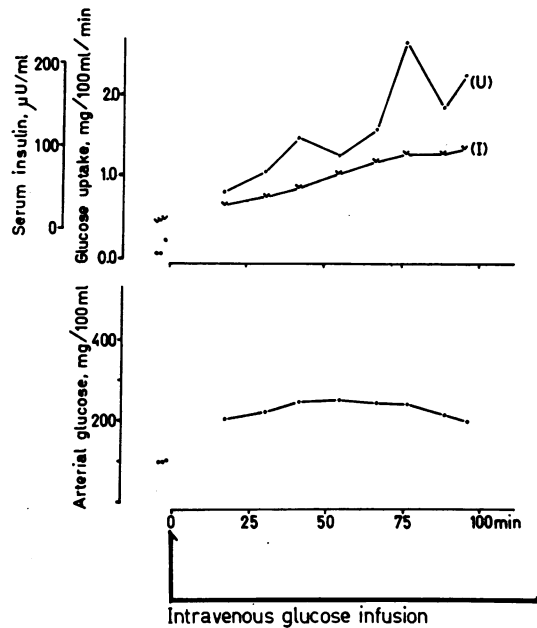 Serum insulin, μU/ml
200
100
0
Glucose uptake, mg/100ml/min
2.0
1.0
0.0
(U)
(I)
Arterial glucose, mg/100ml
400
200
0
25
50
75
100min
Intravenous glucose infusion